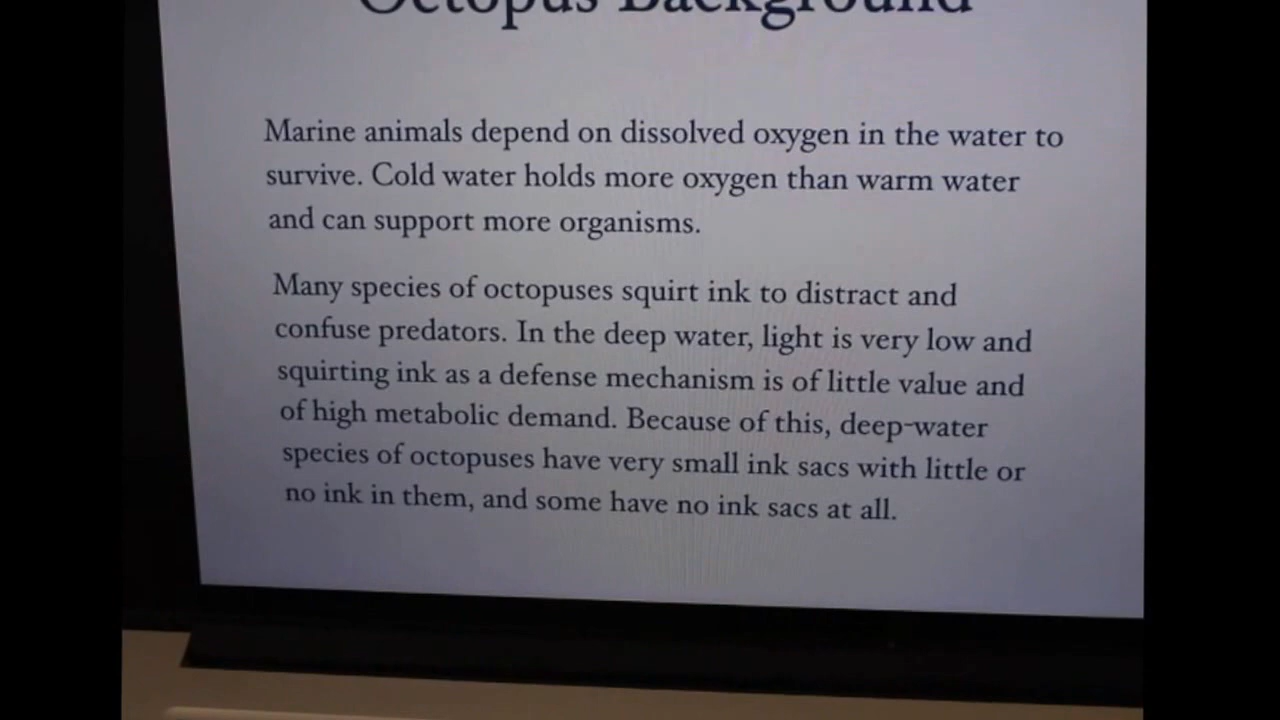 Octopus Background
Marine animals depend on dissolved oxygen in the water to
survive. Cold water holds more oxygen than warm water
and can support more organisms.
Many species of octopuses squirt ink to distract and
confuse predators. In the deep water, light is very low and
squirting ink as a defense mechanism is of little value and
of high metabolic demand. Because of this, deep-water
species of octopuses have very small ink sacs with little or
no ink in them, and some have no ink sacs at all.